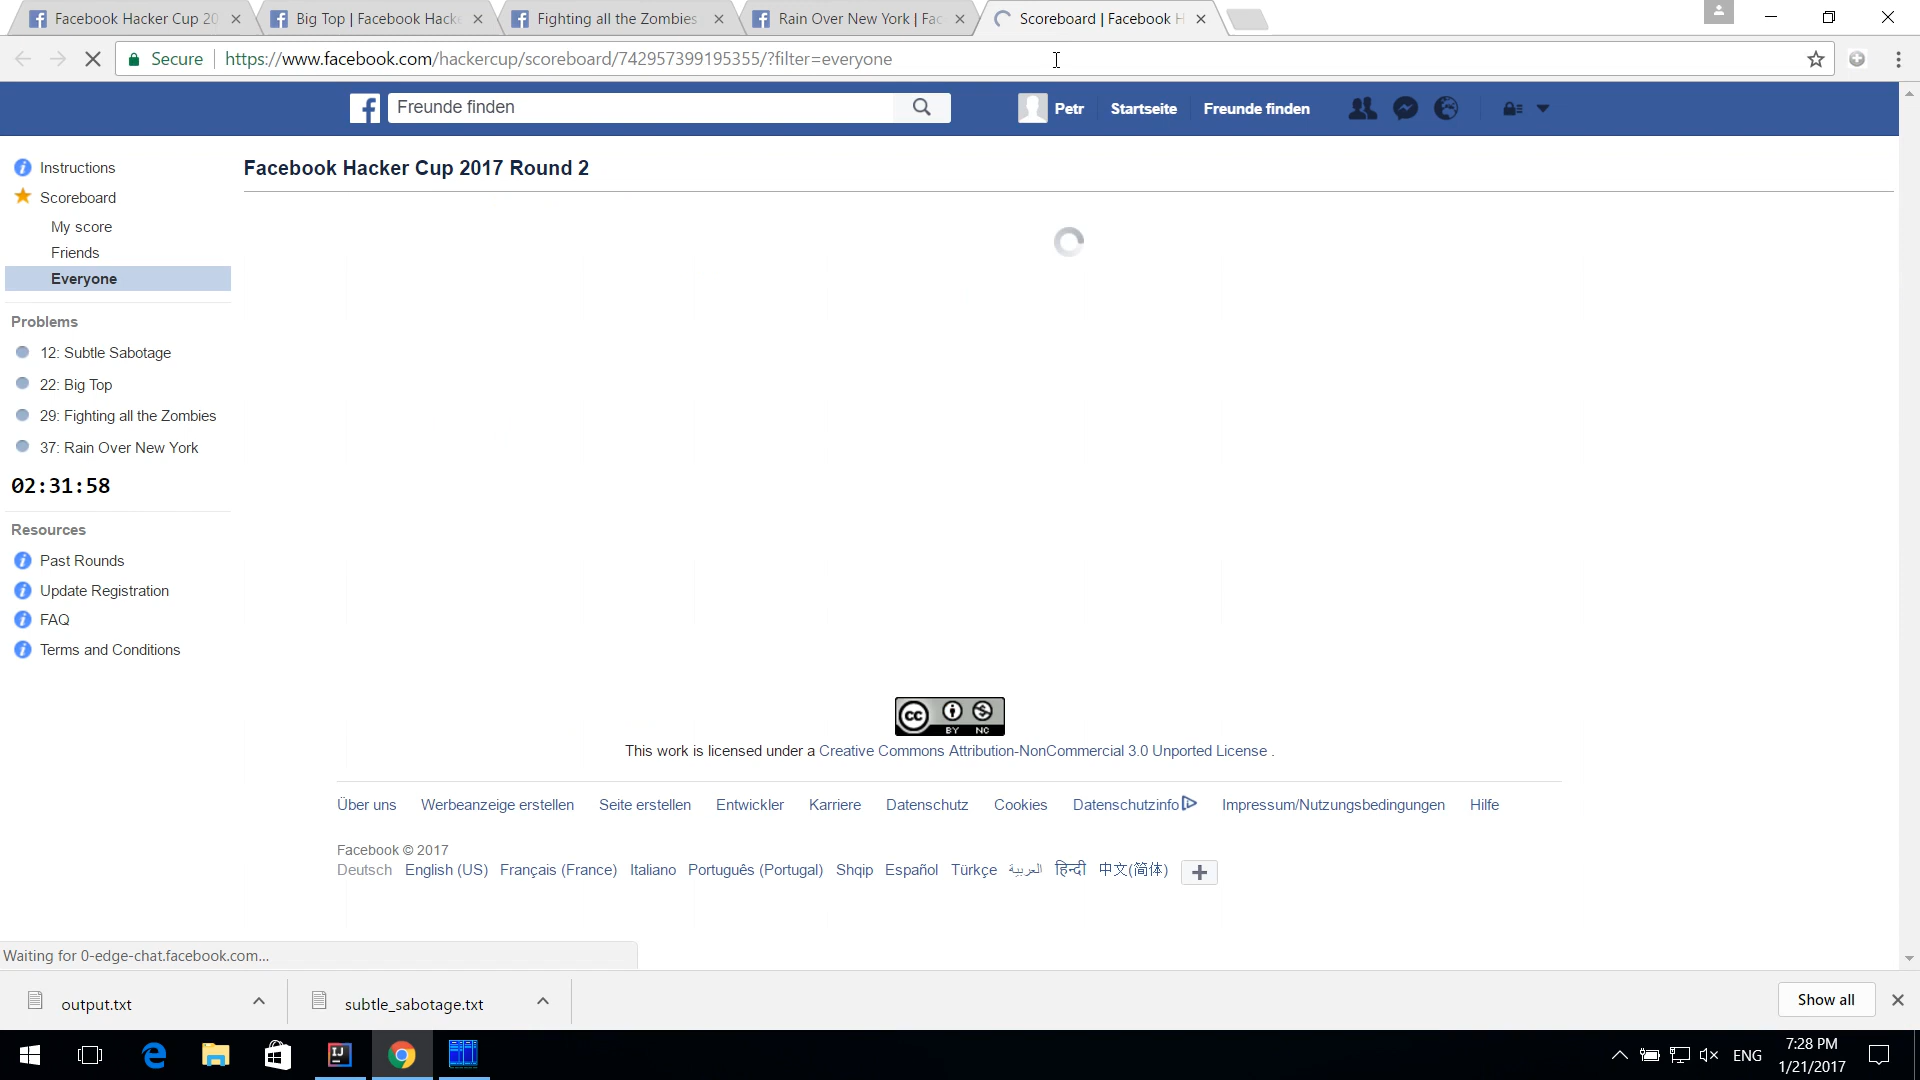 Facebook Hacker Cup 20
Big Top | Facebook Hacke
Fighting all the Zombies
Rain Over New York | Fac
Scoreboard | Facebook H
Secure
https://www.facebook.com/hackercup/scoreboard/742957399195355/?filter=everyone
Freunde finden
Petr
Startseite
Freunde finden
Instructions
Scoreboard
My score
Friends
Everyone
Problems
12: Subtle Sabotage
22: Big Top
29: Fighting all the Zombies
37: Rain Over New York
02:31:58
Resources
Past Rounds
Update Registration
FAQ
Terms and Conditions
Facebook Hacker Cup 2017 Round 2
cc BY NC
This work is licensed under a Creative Commons Attribution-NonCommercial 3.0 Unported License .
Über uns Werbeanzeige erstellen Seite erstellen Entwickler Karriere Datenschutz Cookies Datenschutzinfo Impressum/Nutzungsbedingungen Hilfe
Facebook © 2017
Deutsch English (US) Français (France) Italiano Português (Portugal) Shqip Español Türkçe العربية हिन्दी 中文(简体)
Waiting for 0-edge-chat.facebook.com...
output.txt
subtle_sabotage.txt
Show all
IJ
ENG
7:28 PM
1/21/2017